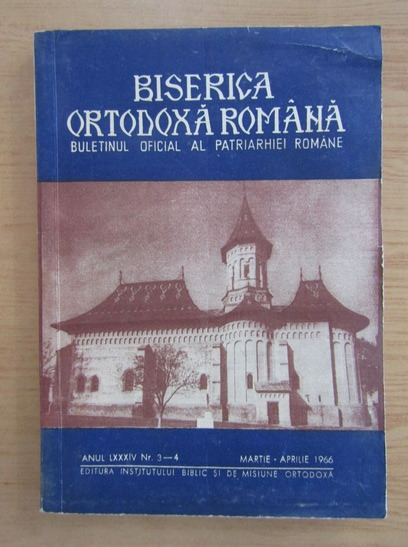 BISERICA
ORTODOXĂ ROMÂNĂ
BULETINUL OFICIAL AL PATRIARHIEI ROMÂNE
ANUL LXXXIV Nr. 3—4 MARTIE - APRILIE 1966
EDITURA INSTITUTULUI BIBLIC ȘI DE MISIUNE ORTODOXĂ